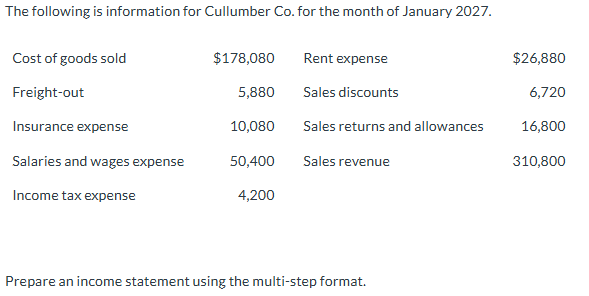 The following is information for Cullumber Co. for the month of January 2027.
Cost of goods sold $178,080 Rent expense $26,880
Freight-out 5,880 Sales discounts 6,720
Insurance expense 10,080 Sales returns and allowances 16,800
Salaries and wages expense 50,400 Sales revenue 310,800
Income tax expense 4,200
Prepare an income statement using the multi-step format.